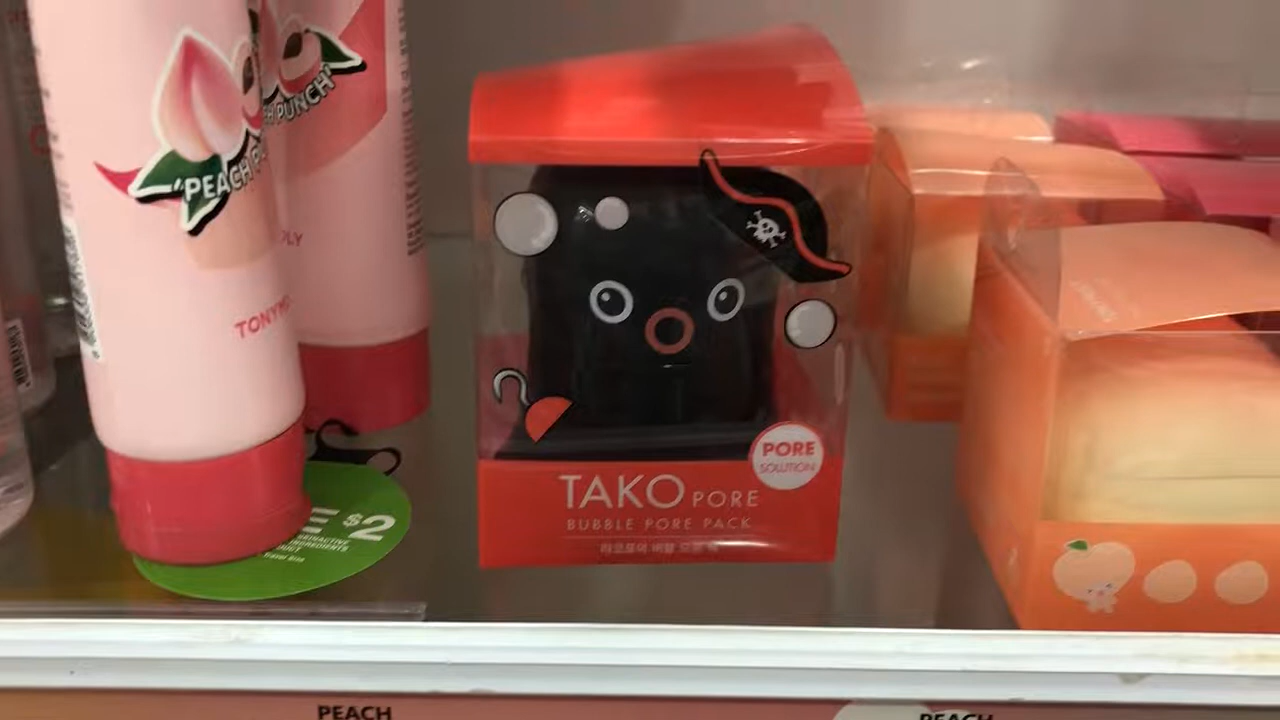 H PUNCH"
"PEACH P
TONYMO
PORE
SOLUTION
TAKO PORE
BUBBLE PORE PACK
타코포어 버블 모공 팩
E $2
PEACH
PEACH